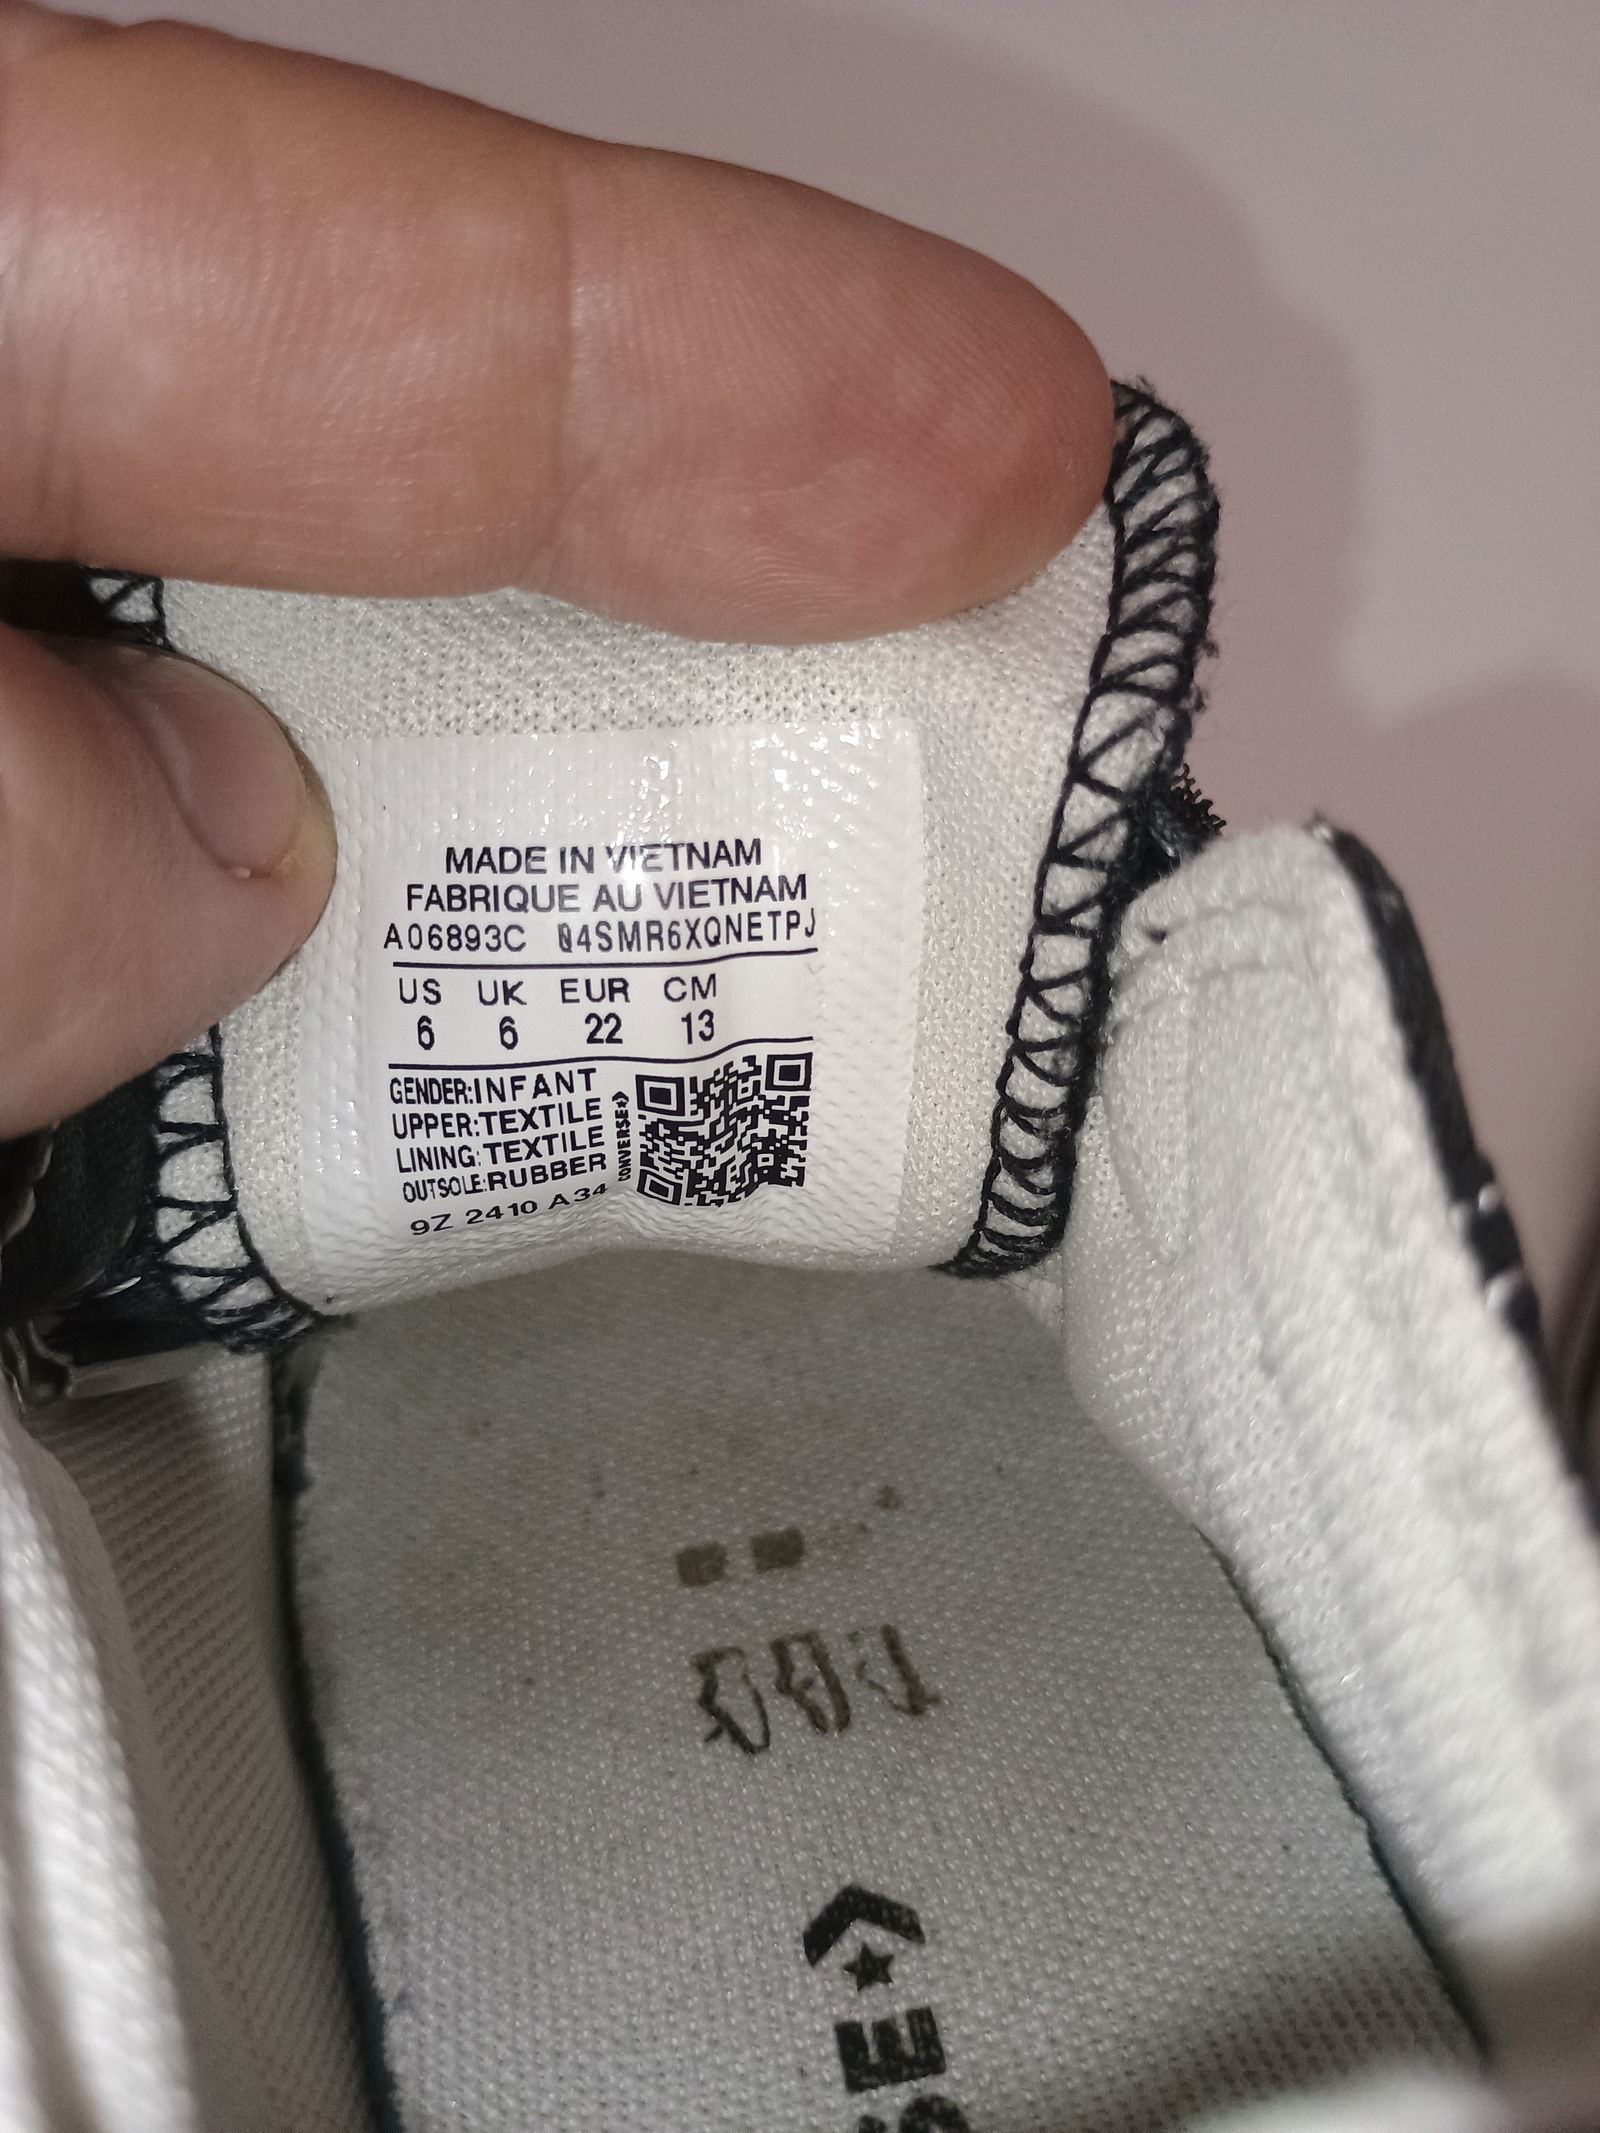 MADE IN VIETNAM
FABRIQUE AU VIETNAM
A06893C 04SMR6XQNETPJ
US UK EUR CM
6 6 22 13
GENDER:INFANT
UPPER:TEXTILE
LINING:TEXTILE
OUTSOLE:RUBBER
CONVERSE
9Z 2410 A34